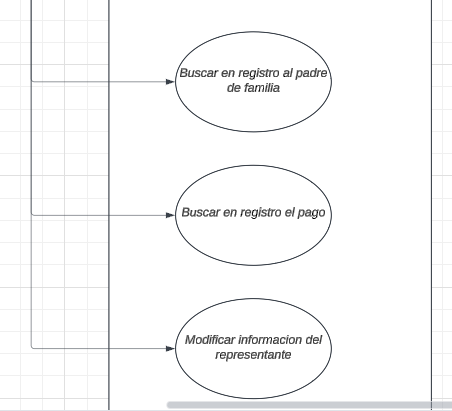 Buscar en registro al padre
de familia
Buscar en registro el pago
Modificar informacion del
representante